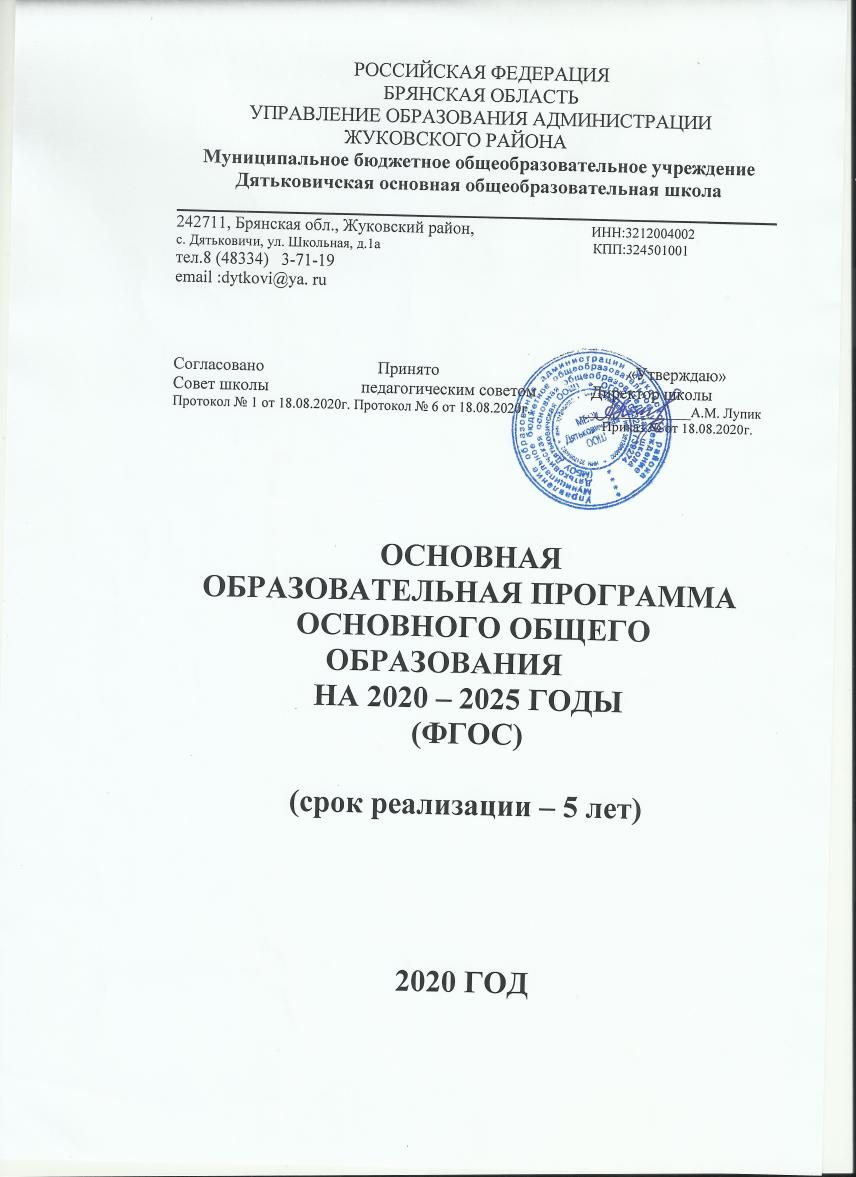 РОССИЙСКАЯ ФЕДЕРАЦИЯ
БРЯНСКАЯ ОБЛАСТЬ
УПРАВЛЕНИЕ ОБРАЗОВАНИЯ АДМИНИСТРАЦИИ
ЖУКОВСКОГО РАЙОНА
Муниципальное бюджетное общеобразовательное учреждение
Дятьковичская основная общеобразовательная школа
242711, Брянская обл., Жуковский район, ИНН:3212004002
с. Дятьковичи, ул. Школьная, д.1а КПП:324501001
тел.8 (48334) 3-71-19
email :dytkovi@ya. ru
Согласовано Принято «Утверждаю»
Совет школы педагогическим советом Директор школы
Протокол № 1 от 18.08.2020г. Протокол № 6 от 18.08.2020г. А.М. Лупик
Приказ № от 18.08.2020г.
ОСНОВНАЯ
ОБРАЗОВАТЕЛЬНАЯ ПРОГРАММА
ОСНОВНОГО ОБЩЕГО
ОБРАЗОВАНИЯ
НА 2020 – 2025 ГОДЫ
(ФГОС)
(срок реализации – 5 лет)
2020 ГОД